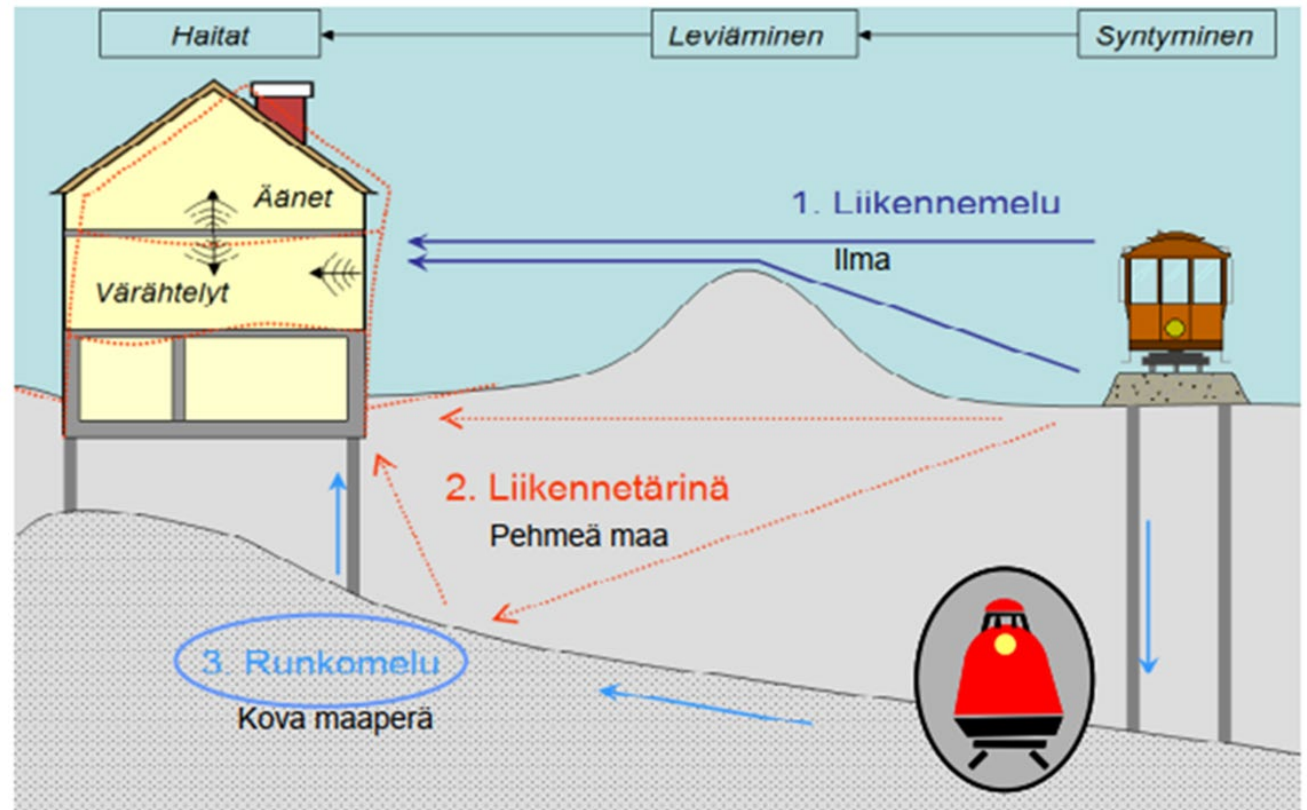 Haitat
Leviäminen
Syntyminen
Äänet
Värähtelyt
1. Liikennemelu
Ilma
2. Liikennetärinä
Pehmeä maa
3. Runkomelu
Kova maaperä